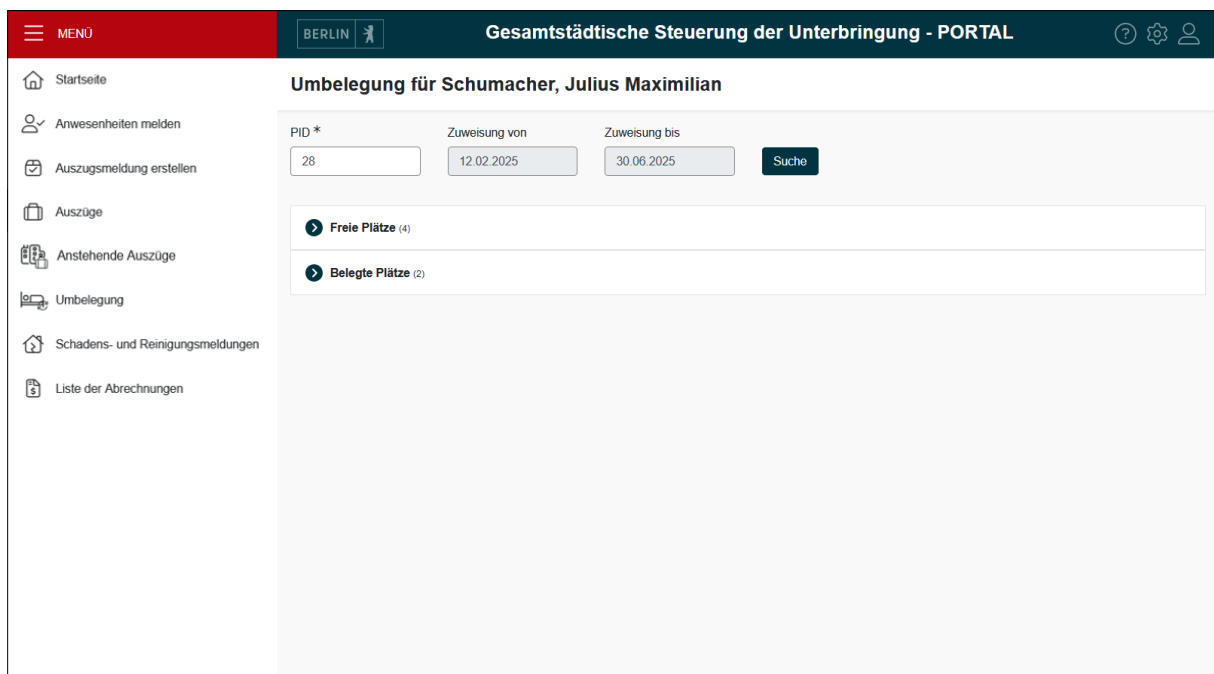 MENÜ
BERLIN
Gesamtstädtische Steuerung der Unterbringung - PORTAL
?
Startseite
Anwesenheiten melden
Auszugsmeldung erstellen
Auszüge
Anstehende Auszüge
Umbelegung
Schadens- und Reinigungsmeldungen
Liste der Abrechnungen
Umbelegung für Schumacher, Julius Maximilian
PID * Zuweisung von Zuweisung bis
28 12.02.2025 30.06.2025 Suche
Freie Plätze (4)
Belegte Plätze (2)